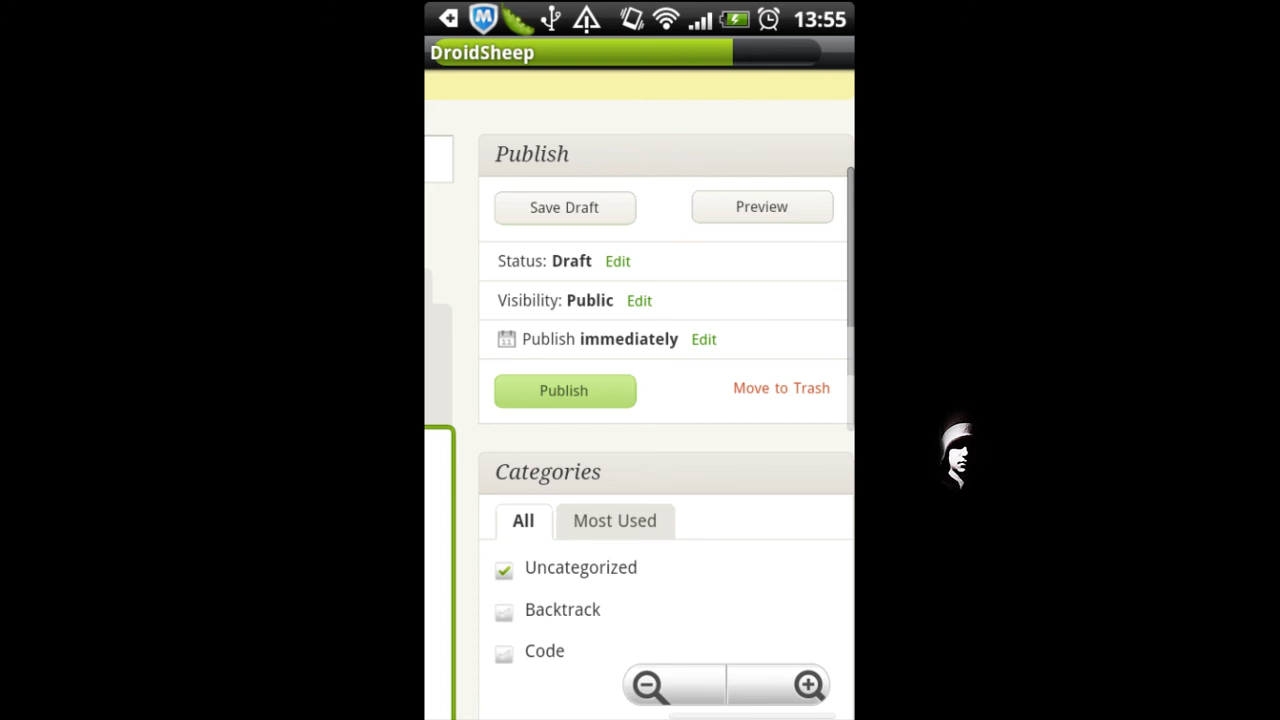 13:55
DroidSheep
Publish
Save Draft
Preview
Status: Draft Edit
Visibility: Public Edit
Publish immediately Edit
Publish
Move to Trash
Categories
All
Most Used
Uncategorized
Backtrack
Code